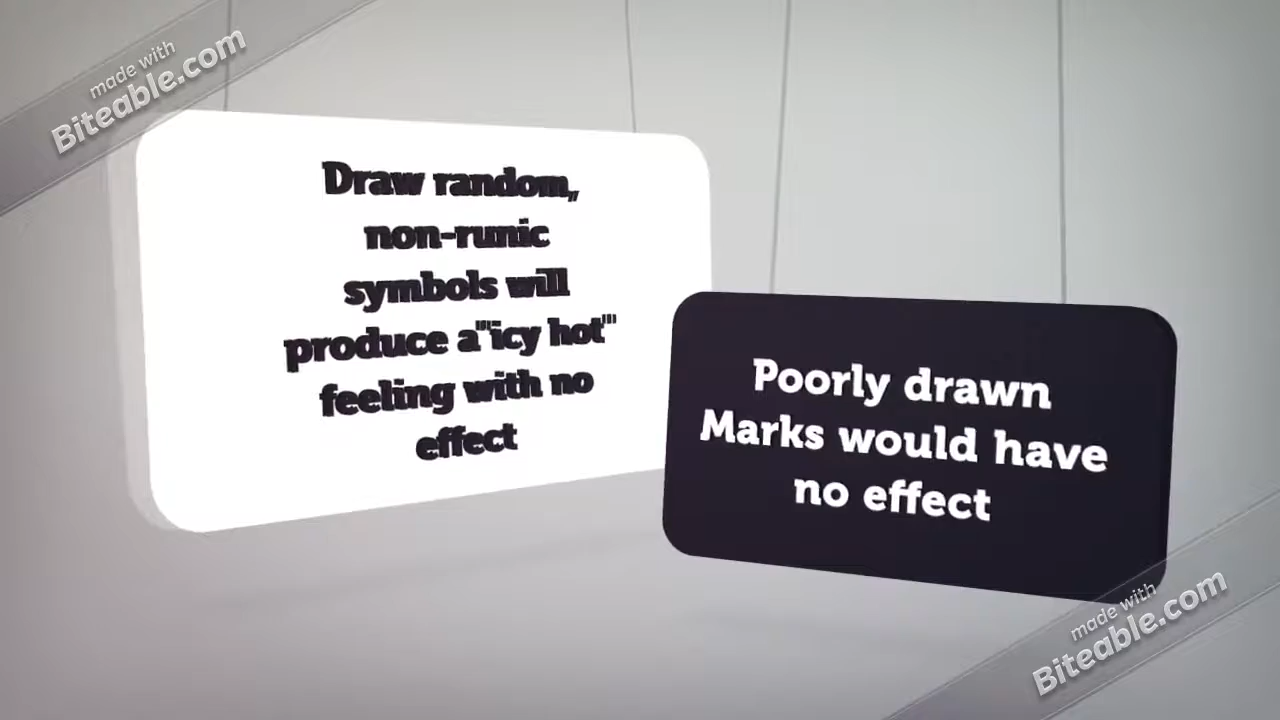 made with
Biteable.com
Draw random,
non-runic
symbols will
produce a "icy hot"
feeling with no
effect
Poorly drawn
Marks would have
no effect
made with
Biteable.com